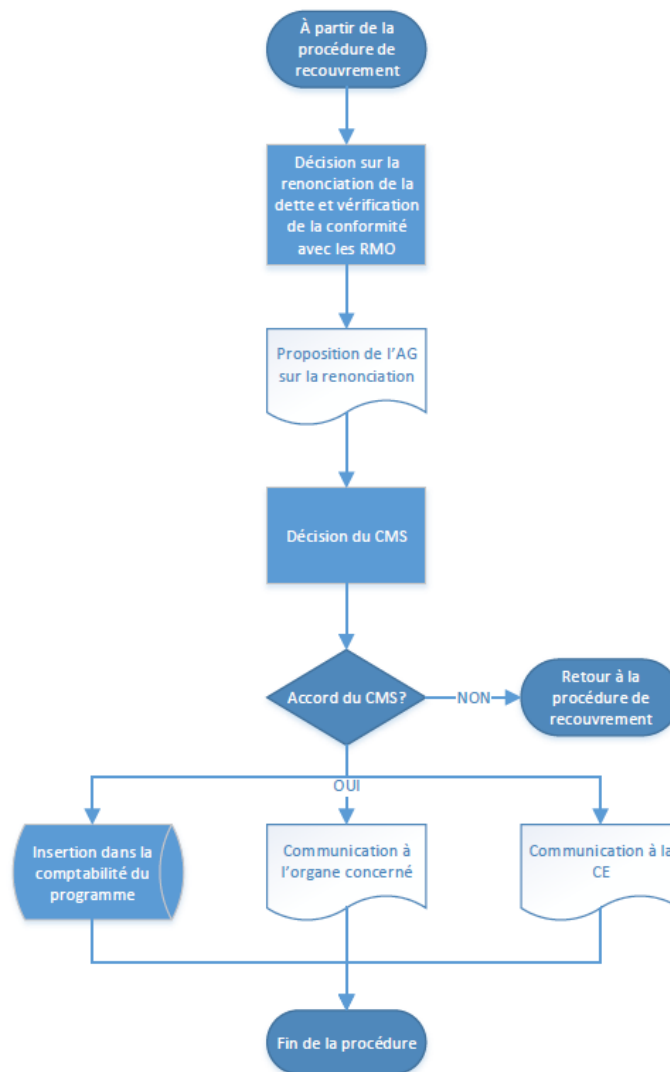 À partir de la
procédure de
recouvrement
Décision sur la
renonciation de la
dette et vérification
de la conformité
avec les RMO
Proposition de l'AG
sur la renonciation
Décision du CMS
Accord du CMS?
NON
Retour à la
procédure de
recouvrement
OUI
Insertion dans la
comptabilité du
programme
Communication à
l'organe concerné
Communication à la
CE
Fin de la procédure